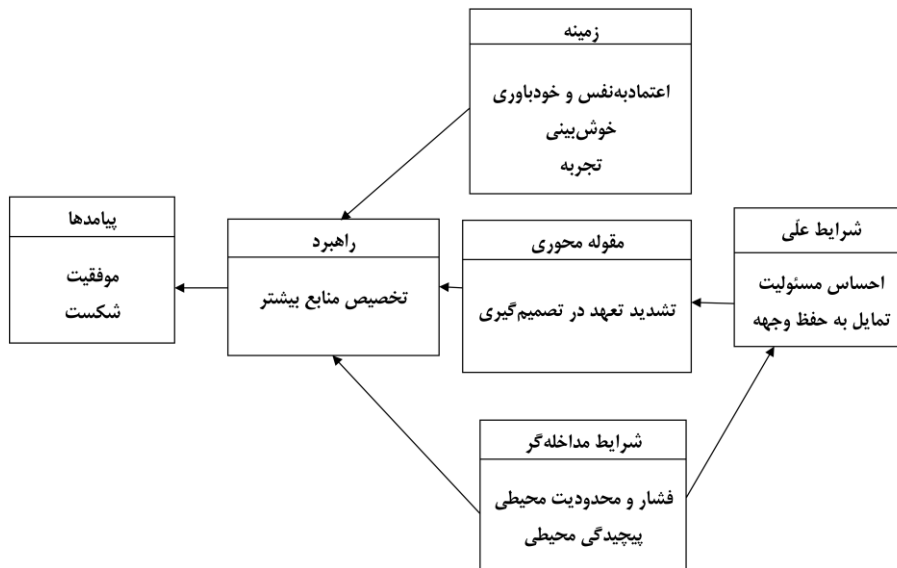 زمینه
اعتمادبه‌نفس و خودباوری
خوش‌بینی
تجربه
شرایط علّی
احساس مسئولیت
تمایل به حفظ وجهه
مقوله محوری
تشدید تعهد در تصمیم‌گیری
راهبرد
تخصیص منابع بیشتر
پیامدها
موفقیت
شکست
شرایط مداخله‌گر
فشار و محدودیت محیطی
پیچیدگی محیطی